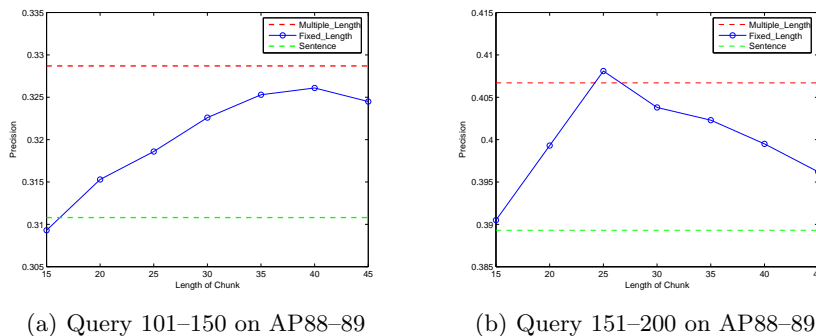 0.335
0.33
0.325
0.32
0.315
0.31
0.305
Precision
15 20 25 30 35 40 45
Length of Chunk
Multiple_Length
Fixed_Length
Sentence
(a) Query 101–150 on AP88–89
0.415
0.41
0.405
0.4
0.395
0.39
0.385
Precision
15 20 25 30 35 40 45
Length of Chunk
Multiple_Length
Fixed_Length
Sentence
(b) Query 151–200 on AP88–89